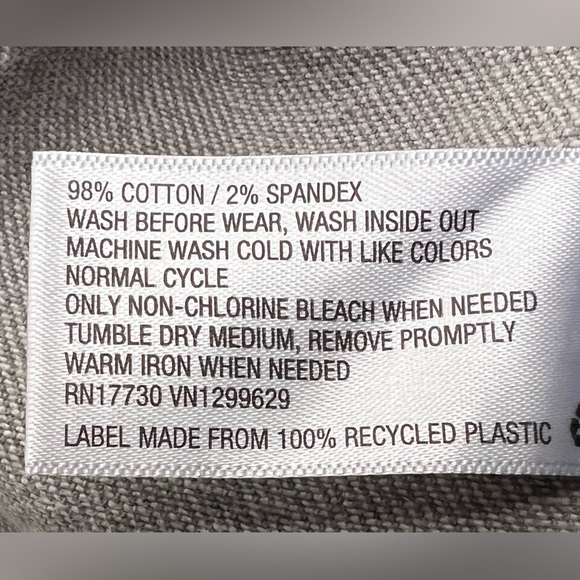 98% COTTON / 2% SPANDEX
WASH BEFORE WEAR, WASH INSIDE OUT
MACHINE WASH COLD WITH LIKE COLORS
NORMAL CYCLE
ONLY NON-CHLORINE BLEACH WHEN NEEDED
TUMBLE DRY MEDIUM, REMOVE PROMPTLY
WARM IRON WHEN NEEDED
RN17730 VN1299629
LABEL MADE FROM 100% RECYCLED PLASTIC